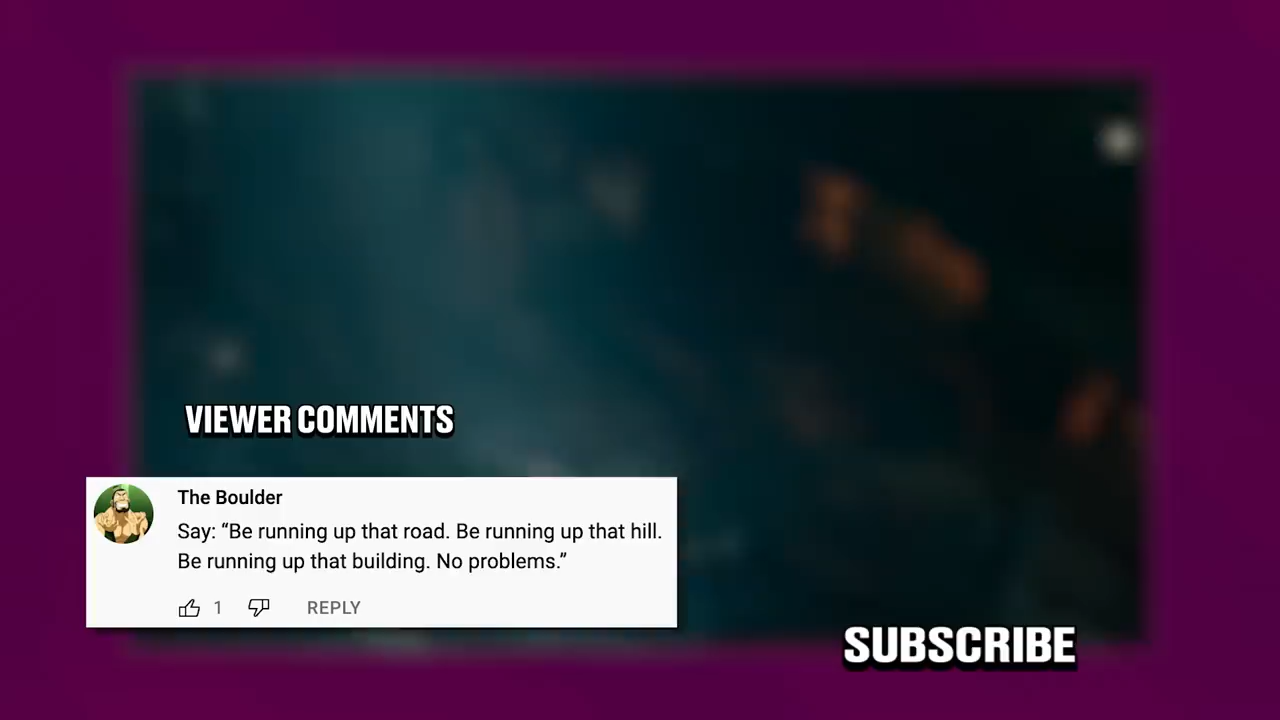 VIEWER COMMENTS
The Boulder
Say: “Be running up that road. Be running up that hill.
Be running up that building. No problems.”
1 REPLY
SUBSCRIBE